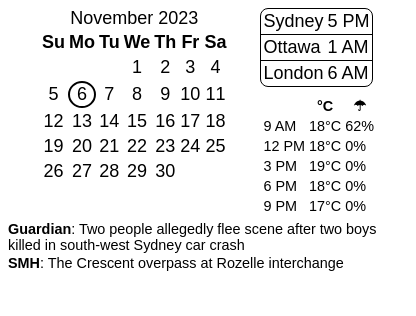 November 2023
Su Mo Tu We Th Fr Sa
1 2 3 4
5 6 7 8 9 10 11
12 13 14 15 16 17 18
19 20 21 22 23 24 25
26 27 28 29 30
Sydney 5 PM
Ottawa 1 AM
London 6 AM
°C ☂
9 AM 18°C 62%
12 PM 18°C 0%
3 PM 19°C 0%
6 PM 18°C 0%
9 PM 17°C 0%
Guardian: Two people allegedly flee scene after two boys
killed in south-west Sydney car crash
SMH: The Crescent overpass at Rozelle interchange